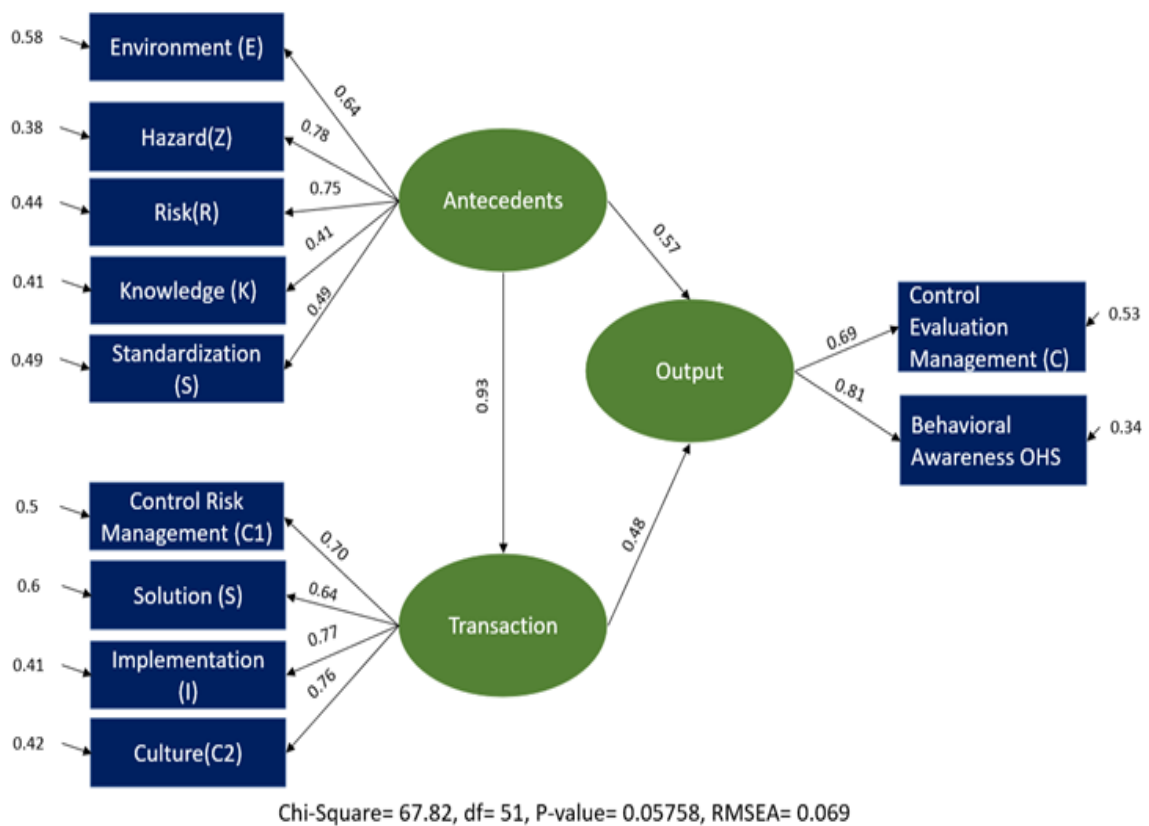 0.58
Environment (E)
0.64
0.38
Hazard(Z)
0.78
0.44
Risk(R)
0.75
0.41
Knowledge (K)
0.41
0.49
Standardization
(S)
0.49
Antecedents
0.57
0.93
Output
0.69
Control
Evaluation
Management (C)
0.53
0.81
Behavioral
Awareness OHS
0.34
0.5
Control Risk
Management (C1)
0.70
0.6
Solution (S)
0.64
0.41
Implementation
(I)
0.77
0.42
Culture(C2)
0.76
Transaction
0.48
Chi-Square= 67.82, df= 51, P-value= 0.05758, RMSEA= 0.069